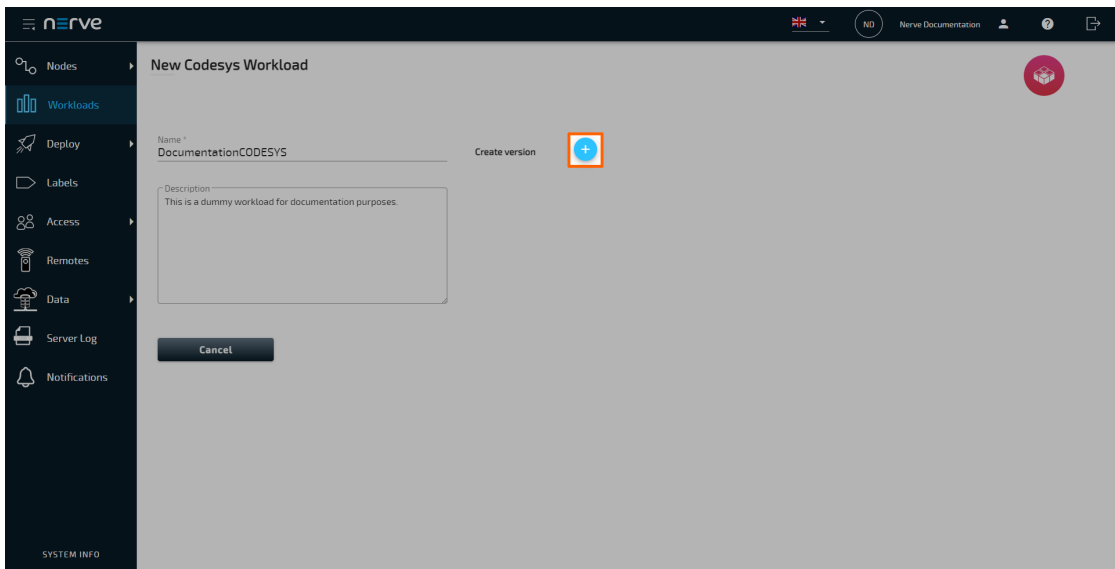 nerve
ND
Nerve Documentation
?
Nodes
Workloads
Deploy
Labels
Access
Remotes
Data
Server Log
Notifications
SYSTEM INFO
New Codesys Workload
Name *
DocumentationCODESYS
Create version
+
Description
This is a dummy workload for documentation purposes.
Cancel